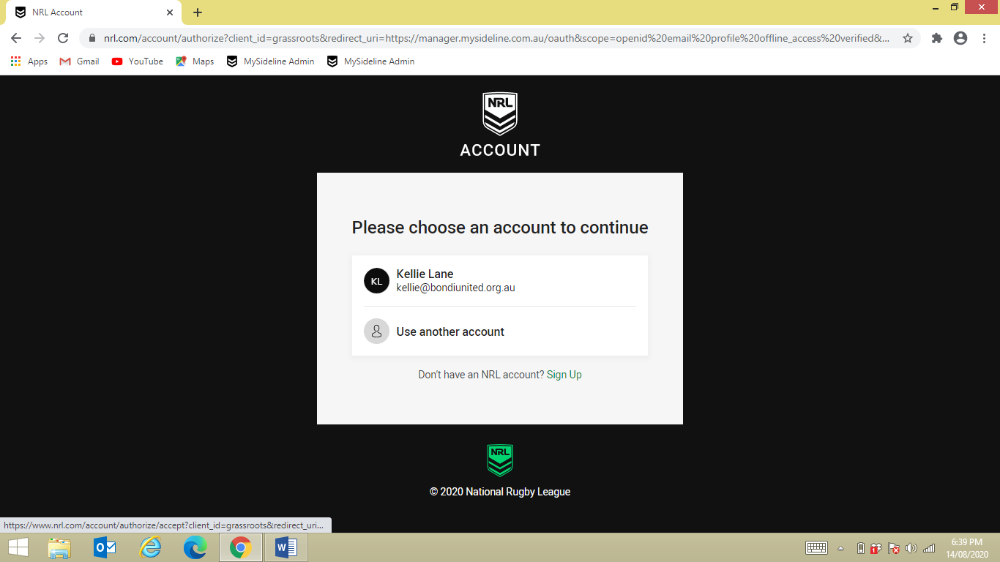 NRL Account
nrl.com/account/authorize?client_id=grassroots&redirect_uri=https://manager.mysideline.com.au/oauth&scope=openid%20email%20profile%20offline_access%20verified&...
Apps Gmail YouTube Maps MySideline Admin MySideline Admin
NRL
ACCOUNT
Please choose an account to continue
KL
Kellie Lane
kellie@bondiunited.org.au
Use another account
Don't have an NRL account? Sign Up
NRL
© 2020 National Rugby League
https://www.nrl.com/account/authorize/accept?client_id=grassroots&redirect_uri...
6:39 PM
14/08/2020